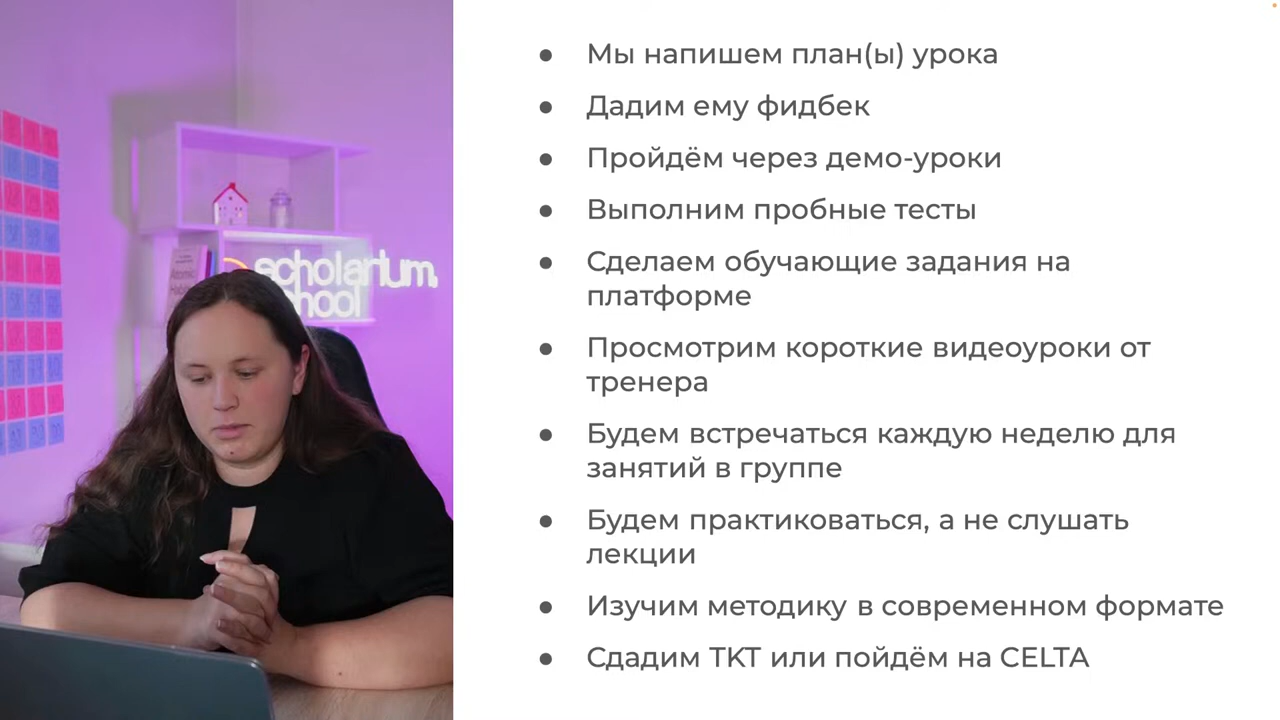 Мы напишем план(ы) урока
Дадим ему фидбек
Пройдём через демо-уроки
Выполним пробные тесты
Сделаем обучающие задания на
платформе
Просмотрим короткие видеоуроки от
тренера
Будем встречаться каждую неделю для
занятий в группе
Будем практиковаться, а не слушать
лекции
Изучим методику в современном формате
Сдадим TKT или пойдём на CELTA
scholarium.
school